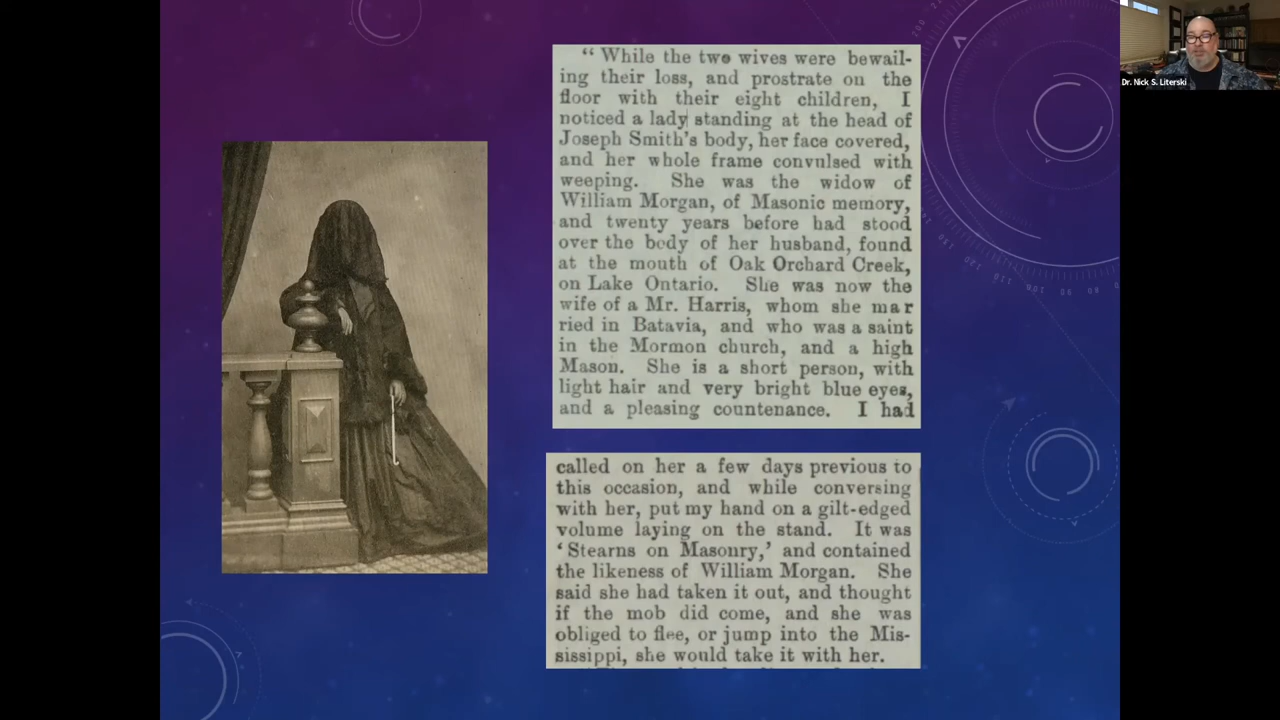 “ While the two wives were bewail-
ing their loss, and prostrate on the
floor with their eight children, I
noticed a lady standing at the head of
Joseph Smith's body, her face covered,
and her whole frame convulsed with
weeping. She was the widow of
William Morgan, of Masonic memory,
and twenty years before had stood
over the body of her husband, found
at the mouth of Oak Orchard Creek,
on Lake Ontario. She was now the
wife of a Mr. Harris, whom she mar
ried in Batavia, and who was a saint
in the Mormon church, and a high
Mason. She is a short person, with
light hair and very bright blue eyes,
and a pleasing countenance. I had
called on her a few days previous to
this occasion, and while conversing
with her, put my hand on a gilt-edged
volume laying on the stand. It was
‘Stearns on Masonry,’ and contained
the likeness of William Morgan. She
said she had taken it out, and thought
if the mob did come, and she was
obliged to flee, or jump into the Mis-
sissippi, she would take it with her.
Dr. Nick S. Literski